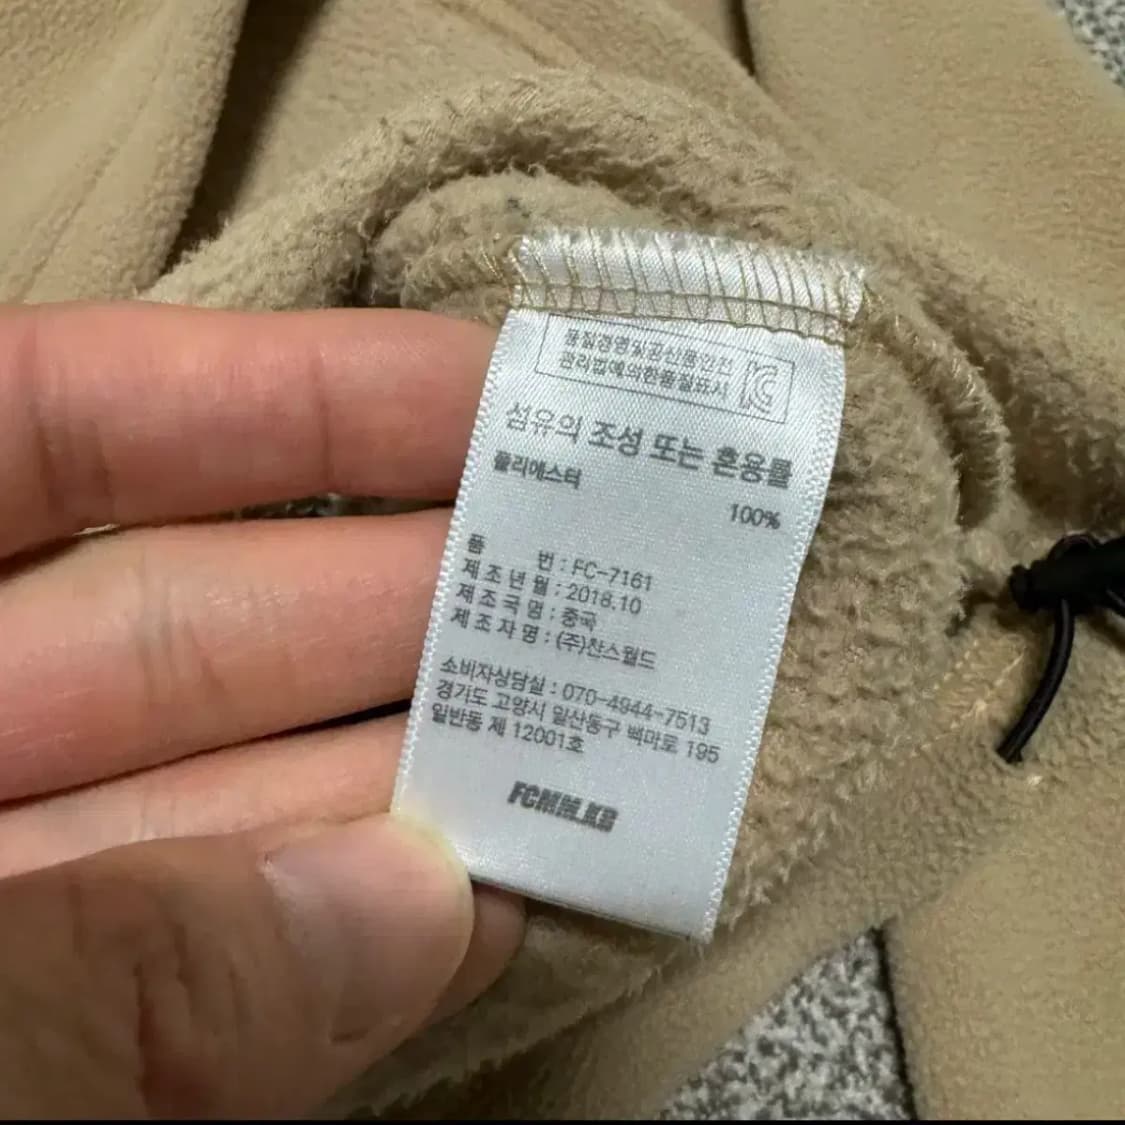 품질경영및공산품안전
관리법에의한품질표시
섬유의 조성 또는 혼용률
폴리에스터
100%
품 번 : FC-7161
제 조 년 월 : 2018.10
제 조 국 명 : 중국
제 조 자 명 : (주)찬스월드
소비자상담실 : 070-4944-7513
경기도 고양시 일산동구 백마로 195
일반동 제 12001호